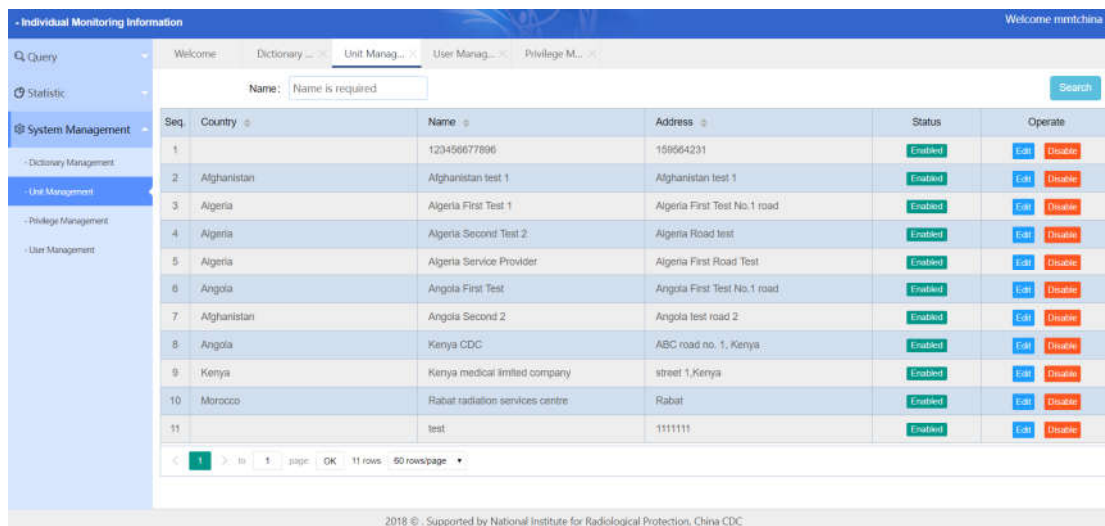 - Individual Monitoring Information
Welcome mmtchina
Query
Statistic
System Management
- Dictionary Management
- Unit Management
- Privilege Management
- User Management
Welcome Dictionary ... × Unit Manag... × User Manag... × Privilege M... ×
Name: Name is required Search
Seq. Country Name Address Status Operate
1 123456677896 159564231 Enabled Edit Disable
2 Afghanistan Afghanistan test 1 Afghanistan test 1 Enabled Edit Disable
3 Algeria Algeria First Test 1 Algeria First Test No.1 road Enabled Edit Disable
4 Algeria Algeria Second Test 2 Algeria Road test Enabled Edit Disable
5 Algeria Algeria Service Provider Algeria First Road Test Enabled Edit Disable
6 Angola Angola First Test Angola First Test No.1 road Enabled Edit Disable
7 Afghanistan Angola Second 2 Angola test road 2 Enabled Edit Disable
8 Angola Kenya CDC ABC road no. 1, Kenya Enabled Edit Disable
9 Kenya Kenya medical limited company street 1,Kenya Enabled Edit Disable
10 Morocco Rabat radiation services centre Rabat Enabled Edit Disable
11 test 1111111 Enabled Edit Disable
< 1 > to 1 page OK 11 rows 60 rows/page
2018 © . Supported by National Institute for Radiological Protection, China CDC